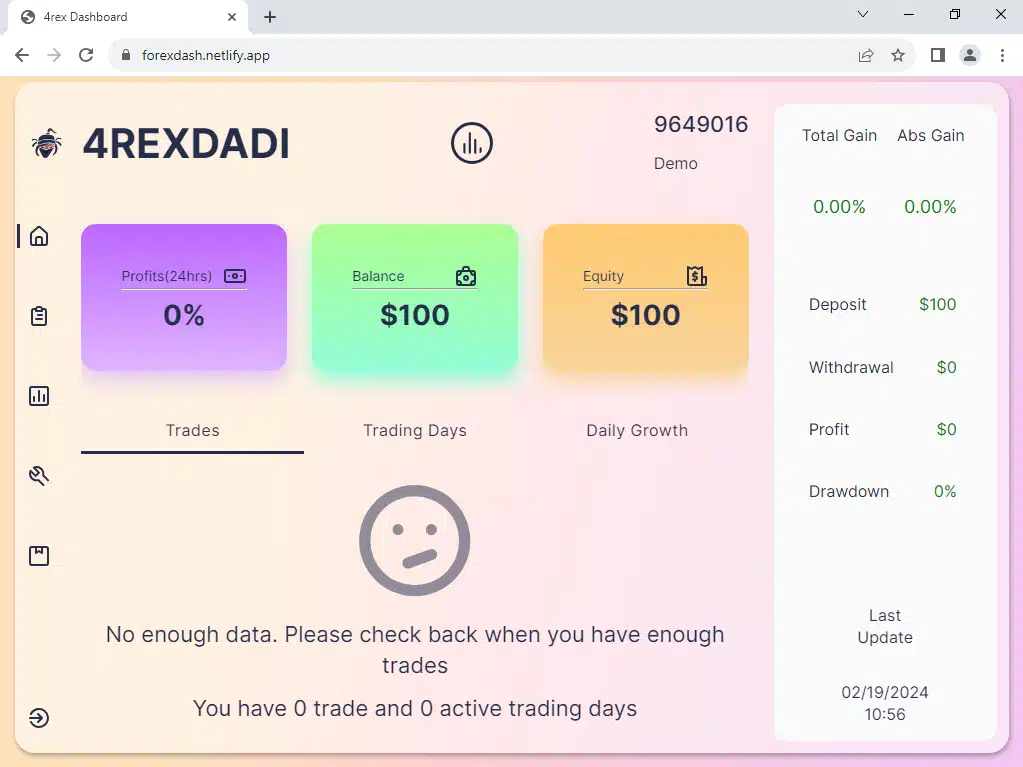 4rex Dashboard
forexdash.netlify.app
4REXDADI
9649016
Demo
Profits(24hrs)
0%
Balance
$100
Equity
$100
Trades
Trading Days
Daily Growth
No enough data. Please check back when you have enough
trades
You have 0 trade and 0 active trading days
Total Gain
Abs Gain
0.00%
0.00%
Deposit $100
Withdrawal $0
Profit $0
Drawdown 0%
Last
Update
02/19/2024
10:56